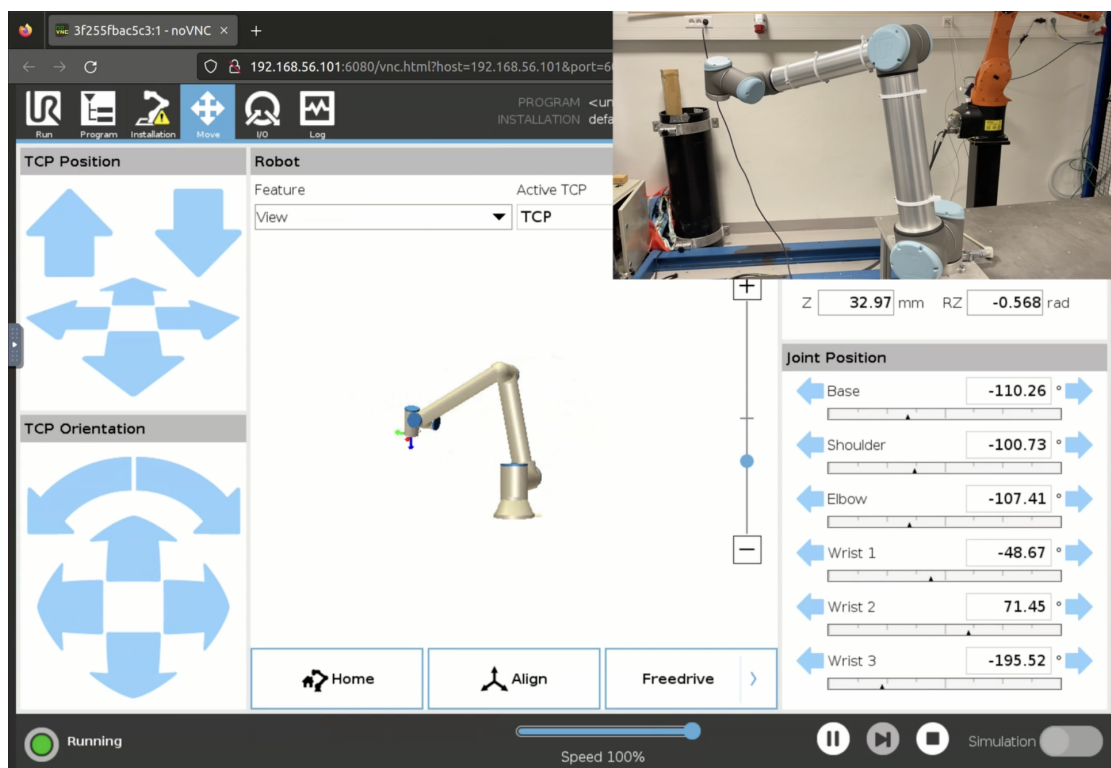 3f255fbac5c3:1 - noVNC
192.168.56.101:6080/vnc.html?host=192.168.56.101&port=6
UR
Run
Program
Installation
Move
I/O
Log
PROGRAM <un
INSTALLATION defa
TCP Position
Robot
Feature
Active TCP
View
TCP
Z 32.97 mm RZ -0.568 rad
Joint Position
Base -110.26 °
Shoulder -100.73 °
Elbow -107.41 °
Wrist 1 -48.67 °
Wrist 2 71.45 °
Wrist 3 -195.52 °
TCP Orientation
Home
Align
Freedrive
Running
Speed 100%
Simulation